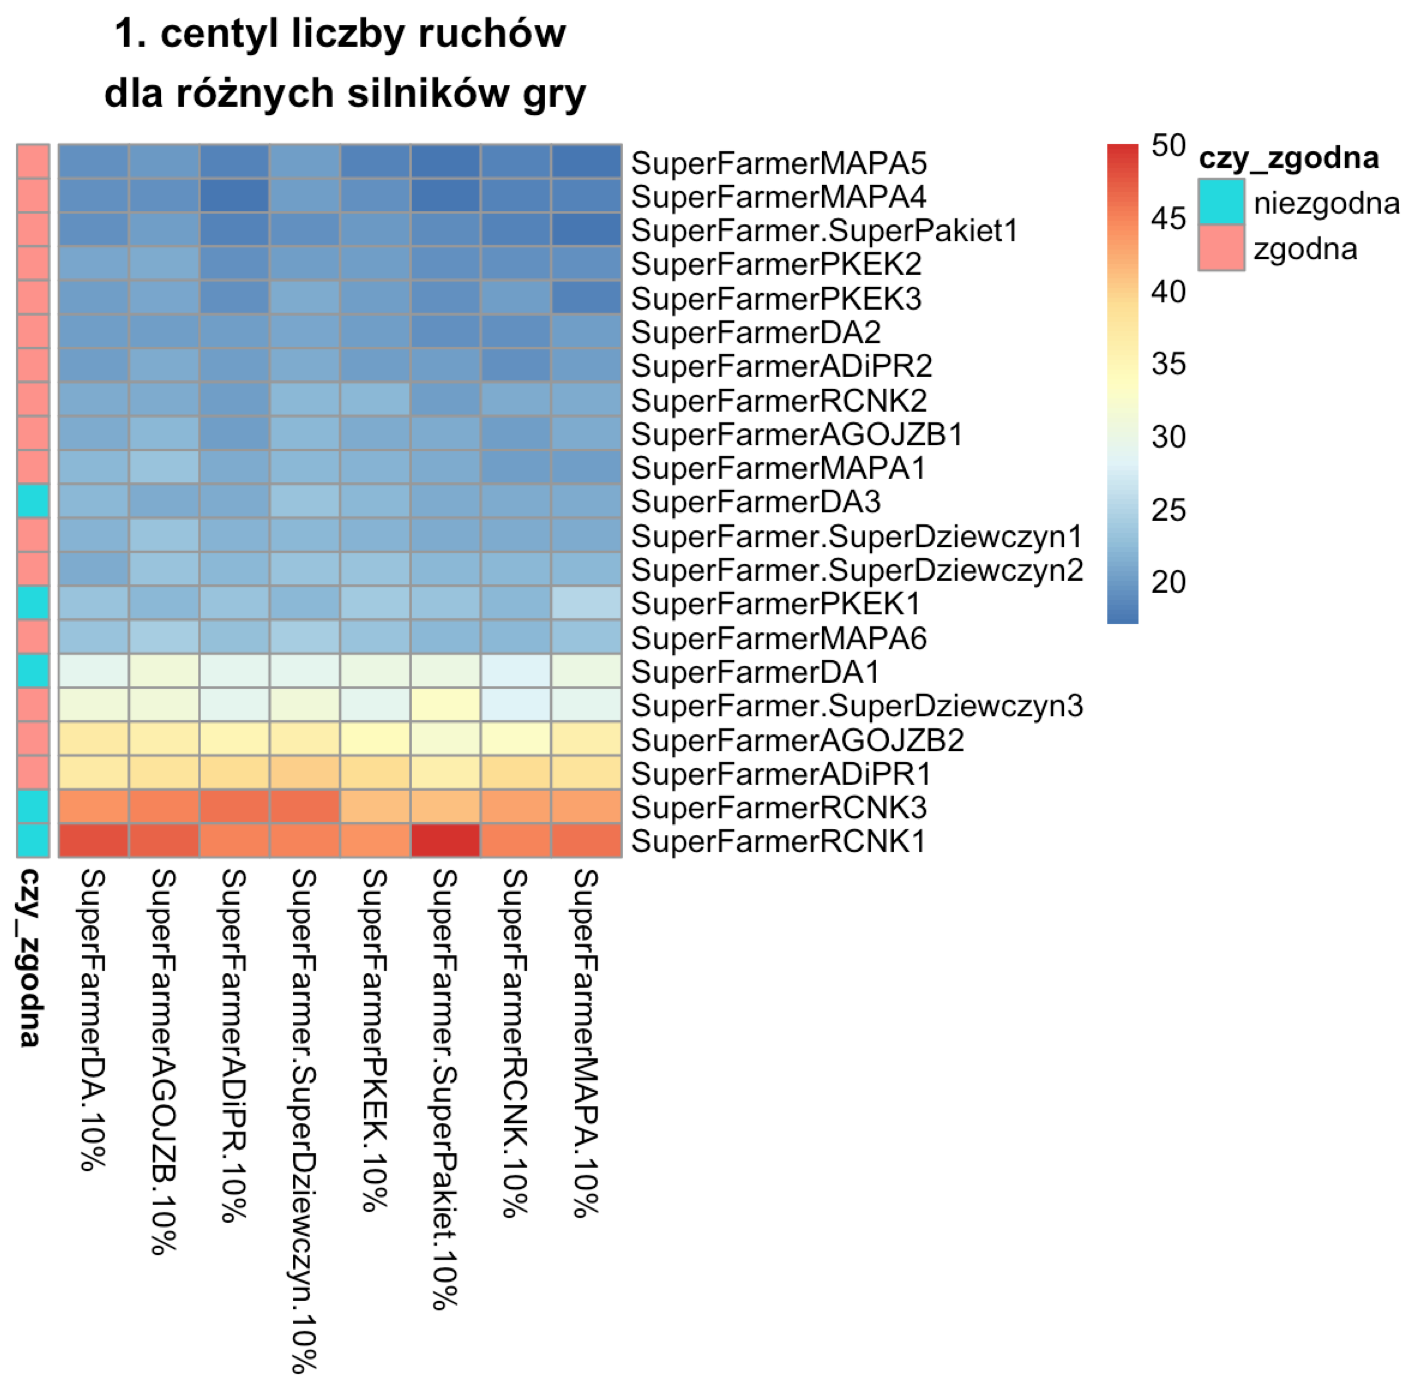 1. centyl liczby ruchów
dla różnych silników gry
SuperFarmerMAPA5
SuperFarmerMAPA4
SuperFarmer.SuperPakiet1
SuperFarmerPKEK2
SuperFarmerPKEK3
SuperFarmerDA2
SuperFarmerADiPR2
SuperFarmerRCNK2
SuperFarmerAGOJZB1
SuperFarmerMAPA1
SuperFarmerDA3
SuperFarmer.SuperDziewczyn1
SuperFarmer.SuperDziewczyn2
SuperFarmerPKEK1
SuperFarmerMAPA6
SuperFarmerDA1
SuperFarmer.SuperDziewczyn3
SuperFarmerAGOJZB2
SuperFarmerADiPR1
SuperFarmerRCNK3
SuperFarmerRCNK1
50
45
40
35
30
25
20
czy_zgodna
niezgodna
zgodna
czy_zgodna
SuperFarmerDA.10%
SuperFarmerAGOJZB.10%
SuperFarmerADiPR.10%
SuperFarmer.SuperDziewczyn.10%
SuperFarmerPKEK.10%
SuperFarmer.SuperPakiet.10%
SuperFarmerRCNK.10%
SuperFarmerMAPA.10%